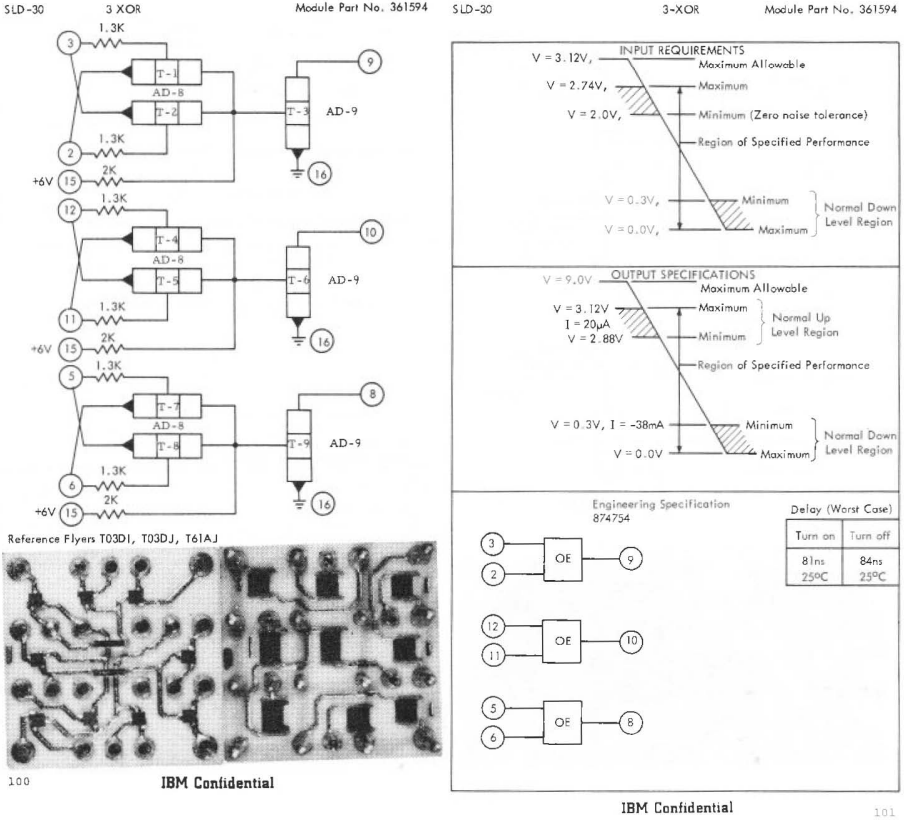 SLD-30 3 XOR Module Part No. 361594
3
1.3K
T-1
AD-8
T-2
1.3K
2
2K
+6V 15
9
T-3 AD-9
16
1.3K
12
T-4
AD-8
T-5
1.3K
11
2K
+6V 15
10
T-6 AD-9
16
1.3K
5
T-7
AD-8
T-8
1.3K
6
2K
+6V 15
8
T-9 AD-9
16
Reference Flyers T03DI, T03DJ, T61AJ
100
IBM Confidential
SLD-30 3-XOR Module Part No. 361594
INPUT REQUIREMENTS
V = 3.12V, Maximum Allowable
V = 2.74V, Maximum
V = 2.0V, Minimum (Zero noise tolerance)
Region of Specified Performance
V = 0.3V, Minimum
V = 0.0V, Maximum
Normal Down
Level Region
OUTPUT SPECIFICATIONS
V = 9.0V Maximum Allowable
V = 3.12V Maximum
I = 20µA
V = 2.88V Minimum
Normal Up
Level Region
Region of Specified Performance
V = 0.3V, I = -38mA Minimum
V = 0.0V Maximum
Normal Down
Level Region
Engineering Specification
874754
Delay (Worst Case)
Turn on Turn off
81ns 84ns
25°C 25°C
3
2
OE
9
12
11
OE
10
5
6
OE
8
IBM Confidential
101